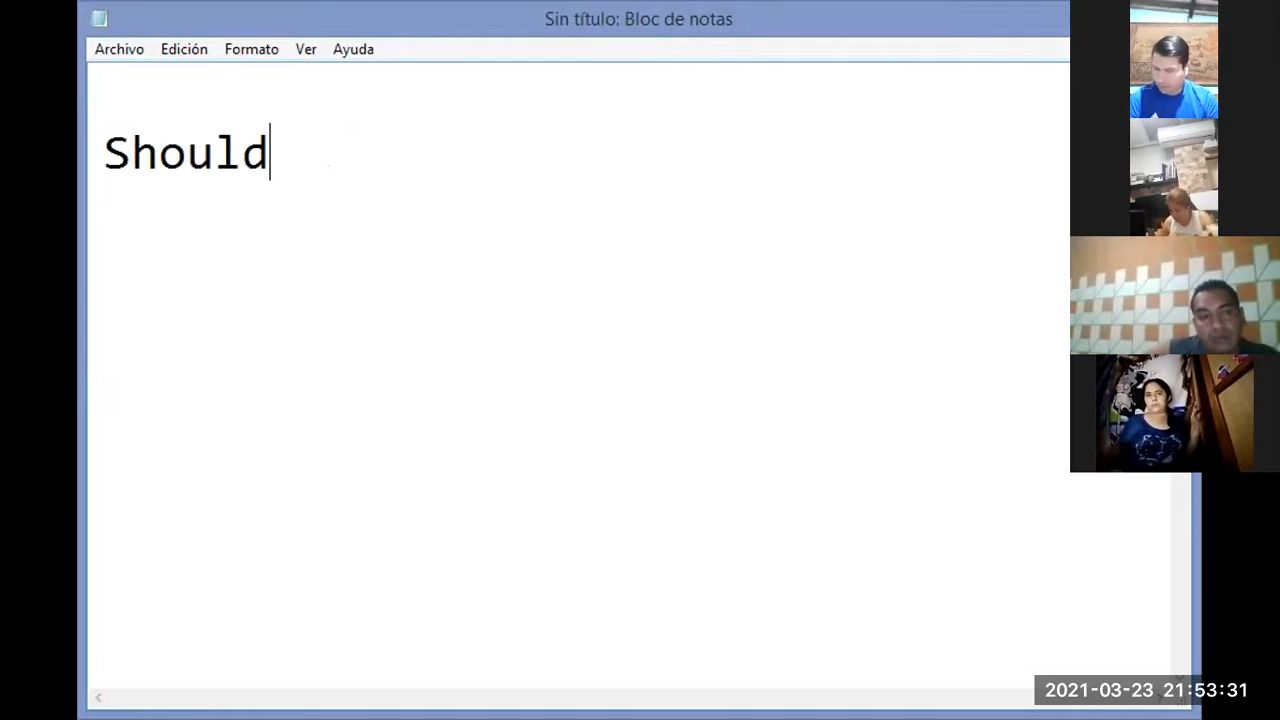 Sin título: Bloc de notas
Archivo Edición Formato Ver Ayuda
Should
2021-03-23 21:53:31